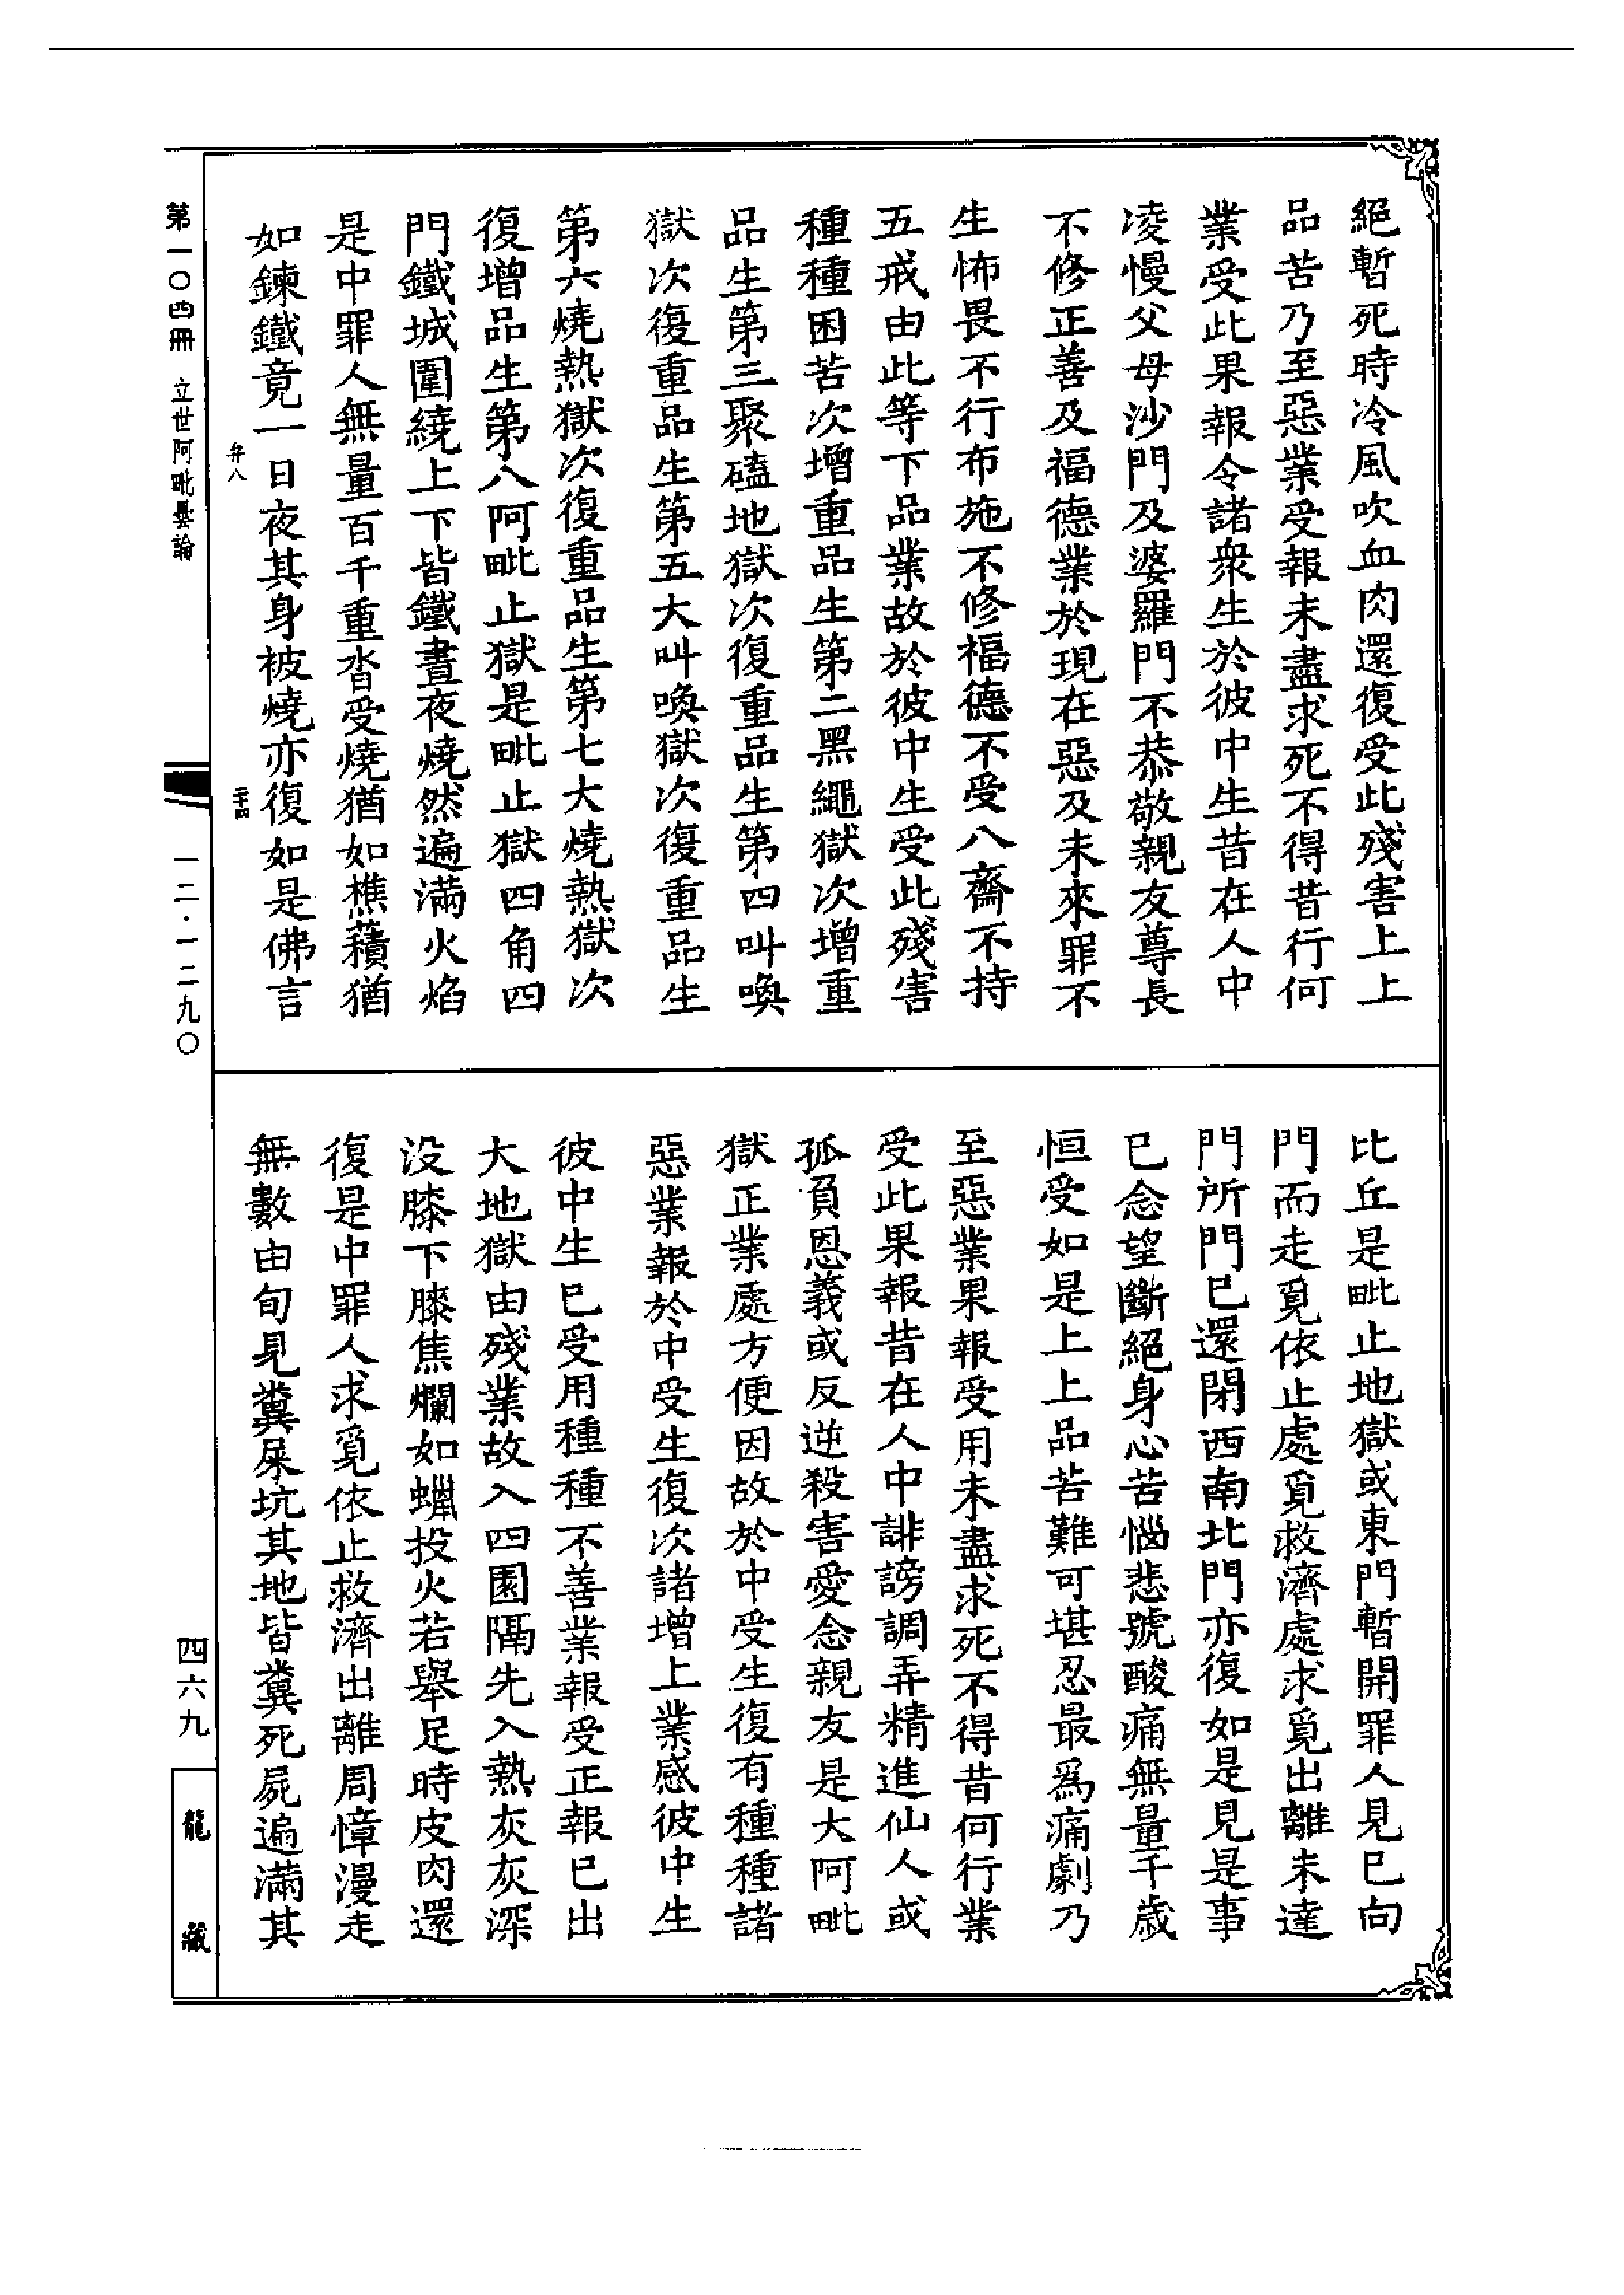 絕暫死時冷風吹血肉還復受此殘害上上
品苦乃至惡業受報未盡求死不得昔行何
業受此果報令諸衆生於彼中生昔在人中
凌慢父母沙門及婆羅門不恭敬親友尊長
不修正善及福德業於現在惡及未來罪不
生怖畏不行布施不修福德不受八齋不持
五戒由此等下品業故於彼中生受此殘害
種種困苦次增重品生第二黑繩獄次增重
品生第三聚磕地獄次復重品生第四叫喚
獄次復重品生第五大叫喚獄次復重品生
第六燒熱獄次復重品生第七大燒熱獄次
復增品生第八阿毗止獄是毗止獄四角四
門鐵城圍繞上下皆鐵晝夜燒然遍滿火焰
是中罪人無量百千重沓受燒猶如樵積猶
如鍊鐵竟一日夜其身被燒亦復如是佛言
弁八
二十四
比丘是毗止地獄或東門暫開罪人見已向
門而走覓依止處覓救濟處求覓出離未達
門所門已還閉西南北門亦復如是見是事
已念望斷絕身心苦惱悲號酸痛無量千歲
恒受如是上上品苦難可堪忍最爲痛劇乃
至惡業果報受用未盡求死不得昔何行業
受此果報昔在人中誹謗調弄精進仙人或
孤負恩義或反逆殺害愛念親友是大阿毗
獄正業處方便因故於中受生復有種種諸
惡業報於中受生復次諸增上業感彼中生
彼中生已受用種種不善業報受正報已出
大地獄由殘業故入四園隔先入熱灰灰深
没膝下膝焦爛如蠟投火若舉足時皮肉還
復是中罪人求覓依止救濟出離周慞漫走
無數由旬見糞屎坑其地皆糞死屍遍滿其
第一〇四冊 立世阿毗曇論
一二·一二九〇
四六九
龍藏